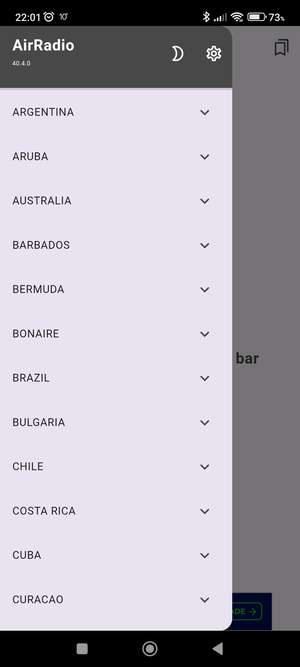 22:01
73%
AirRadio
40.4.0
ARGENTINA
ARUBA
AUSTRALIA
BARBADOS
BERMUDA
BONAIRE
bar
BRAZIL
BULGARIA
CHILE
COSTA RICA
CUBA
CURACAO